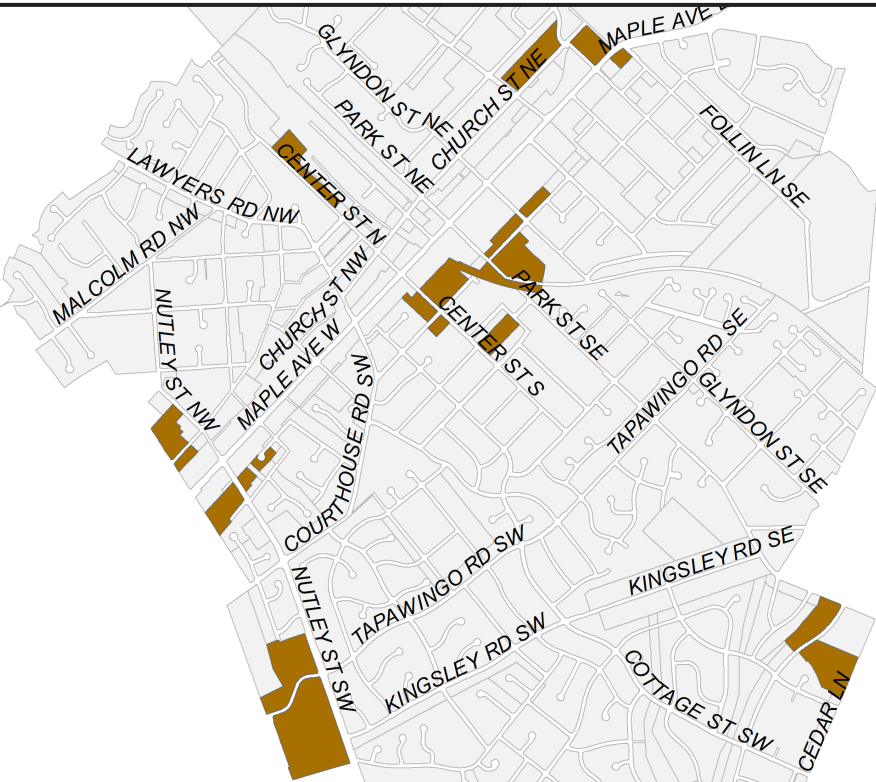 MAPLE AVE E
GLYNDON ST NE
CHURCH ST NE
PARK ST NE
FOLLIN LN SE
CENTER ST N
LAWYERS RD NW
MALCOLM RD NW
CHURCH ST NW
NUTLEY ST NW
MAPLE AVE W
PARK ST SE
CENTER ST S
TAPAWINGO RD SE
GLYNDON ST SE
COURTHOUSE RD SW
TAPAWINGO RD SW
KINGSLEY RD SE
NUTLEY ST SW
KINGSLEY RD SW
COTTAGE ST SW
CEDAR LN